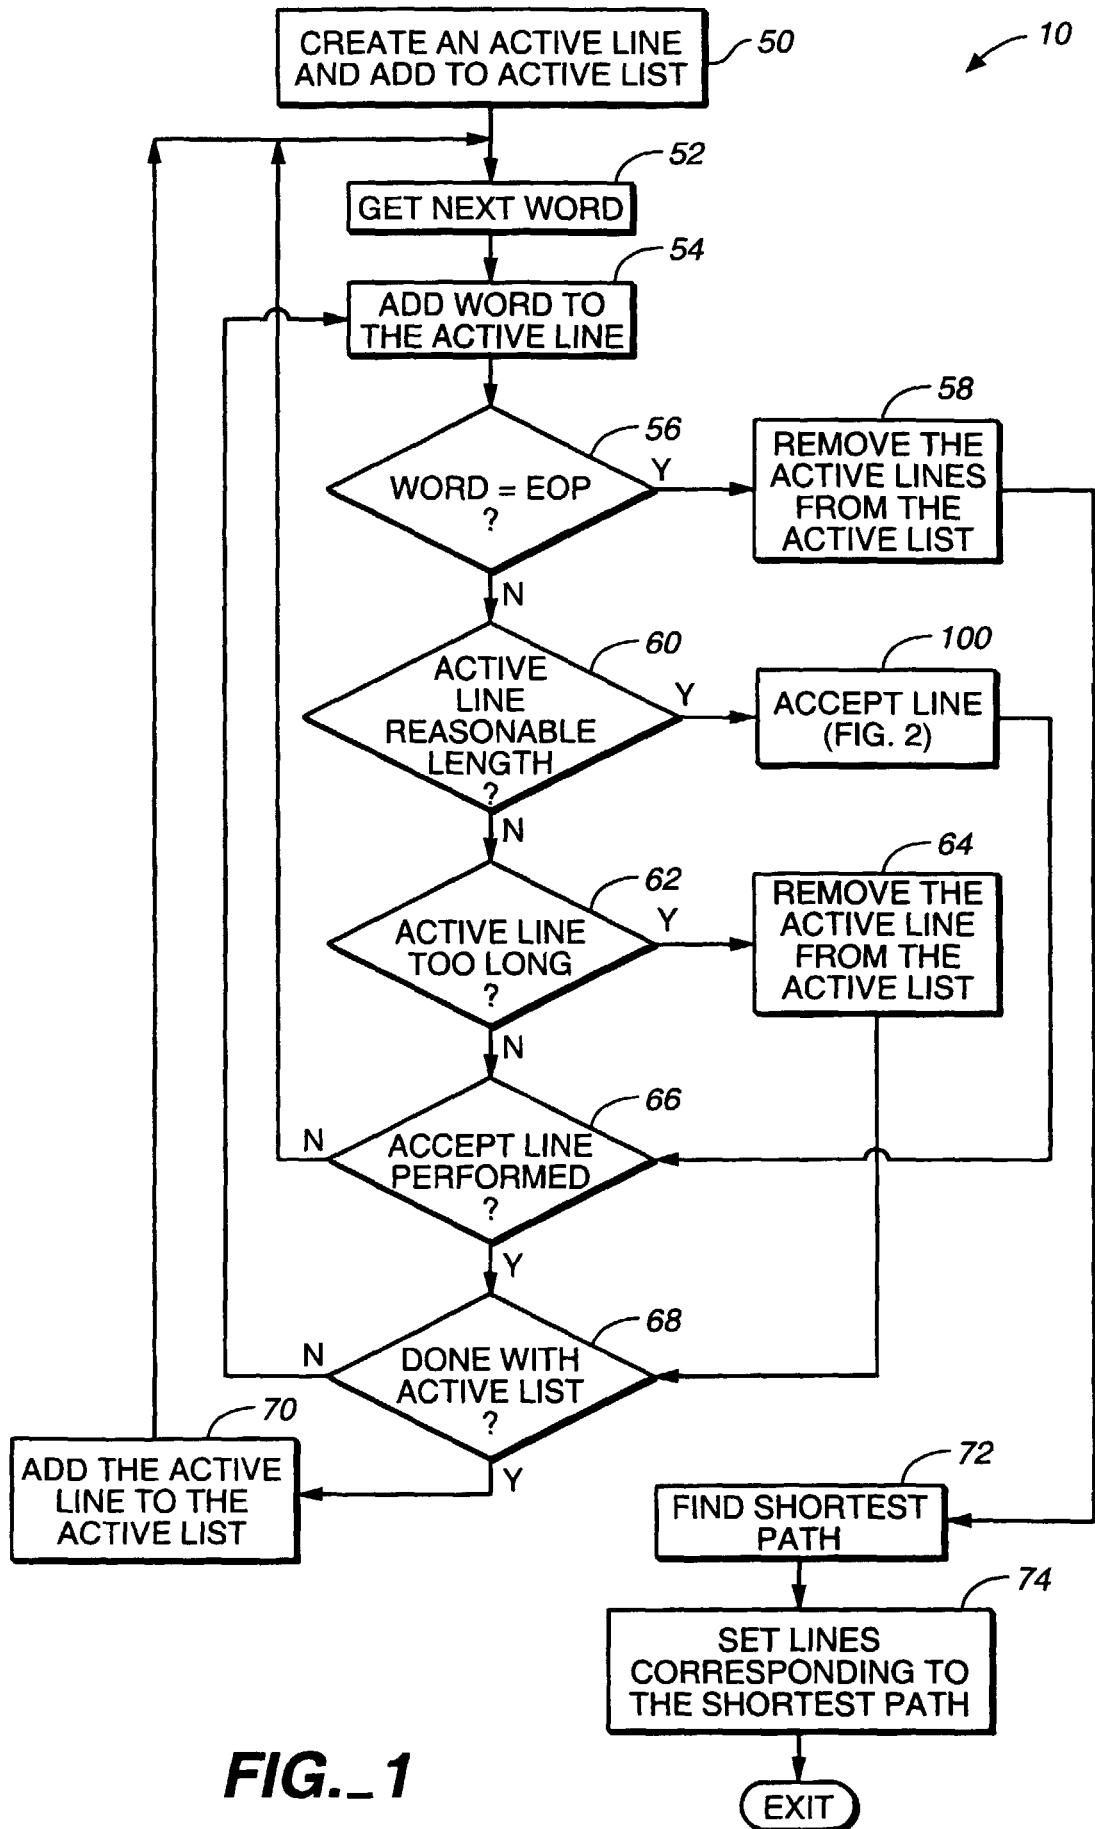 CREATE AN ACTIVE LINE
AND ADD TO ACTIVE LIST
50
10
52
GET NEXT WORD
54
ADD WORD TO
THE ACTIVE LINE
56
WORD = EOP
?
Y
N
58
REMOVE THE
ACTIVE LINES
FROM THE
ACTIVE LIST
60
ACTIVE
LINE
REASONABLE
LENGTH
?
Y
N
100
ACCEPT LINE
(FIG. 2)
62
ACTIVE LINE
TOO LONG
?
Y
N
64
REMOVE THE
ACTIVE LINE
FROM THE
ACTIVE LIST
66
N
ACCEPT LINE
PERFORMED
?
Y
68
N
DONE WITH
ACTIVE LIST
?
Y
70
ADD THE ACTIVE
LINE TO THE
ACTIVE LIST
72
FIND SHORTEST
PATH
74
SET LINES
CORRESPONDING TO
THE SHORTEST PATH
EXIT
FIG._1